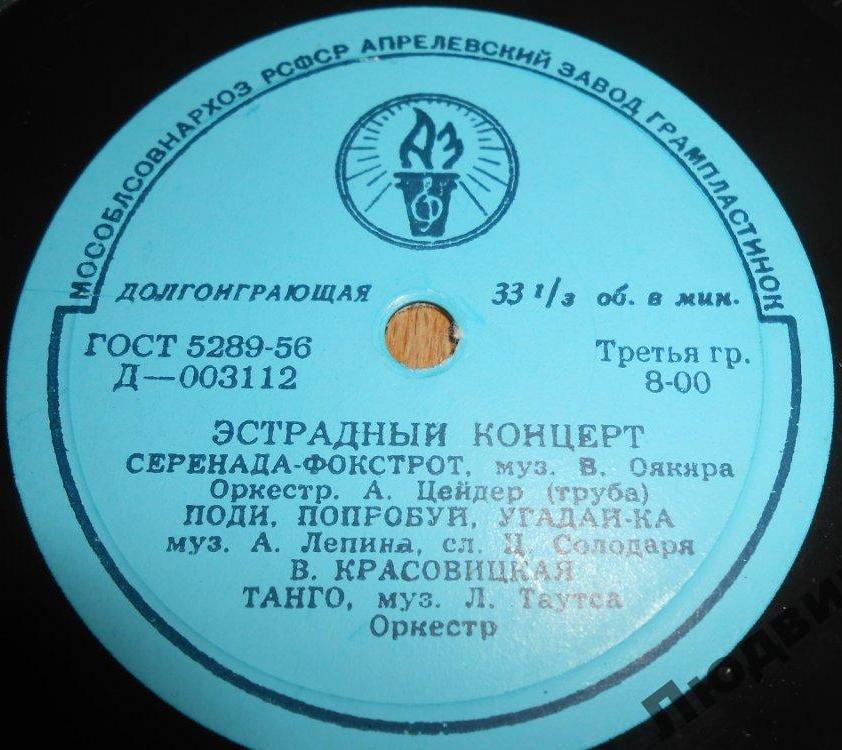 МОСОБЛСОВНАРХОЗ РСФСР АПРЕЛЕВСКИЙ ЗАВОД ГРАМПЛАСТИНОК
АЗ
ДОЛГОИГРАЮЩАЯ 33 1/3 об. в мин.
ГОСТ 5289-56 Третья гр.
Д—003112 8-00
ЭСТРАДНЫЙ КОНЦЕРТ
СЕРЕНАДА-ФОКСТРОТ, муз. В. Оякяра
Оркестр. А. Цейдер (труба)
ПОДИ, ПОПРОБУЙ, УГАДАЙ-КА
муз. А. Лепина, сл. Ц. Солодаря
В. КРАСОВИЦКАЯ
ТАНГО, муз. Л. Таутса
Оркестр